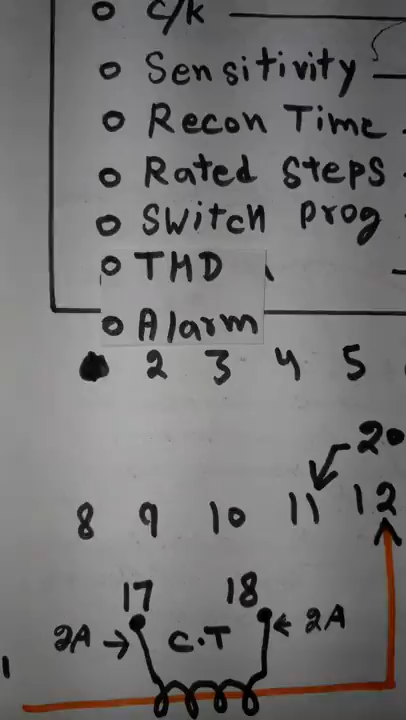 C/K
Sensitivity
Recon Time
Rated Steps
Switch Prog
THD
Alarm
2 3 4 5
20
8 9 10 11 12
17 18
2A C.T 2A